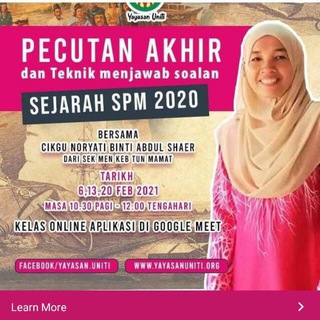 Yayasan Uniti
PECUTAN AKHIR
dan Teknik menjawab soalan
SEJARAH SPM 2020
BERSAMA
CIKGU NORYATI BINTI ABDUL SHAER
DARI SEK MEN KEB TUN MAMAT
TARIKH
6,13,20 FEB 2021
MASA 10.30 PAGI - 12.00 TENGAHARI
KELAS ONLINE APLIKASI DI GOOGLE MEET
FACEBOOK/YAYASAN.UNITI
WWW.YAYASANUNITI.ORG
Learn More